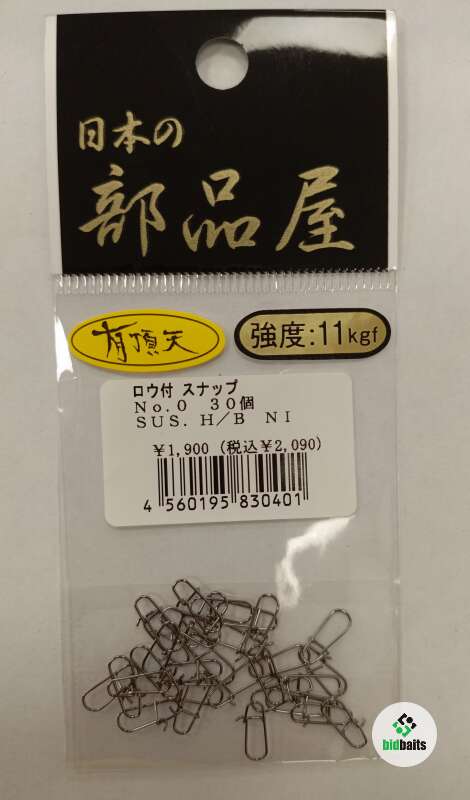 日本の
部品屋
有頂天
強度:11kgf
ロウ付 スナップ
No.0 30個
SUS. H/B NI
¥1,900 (税込¥2,090)
4 560195 830401
bidbaits